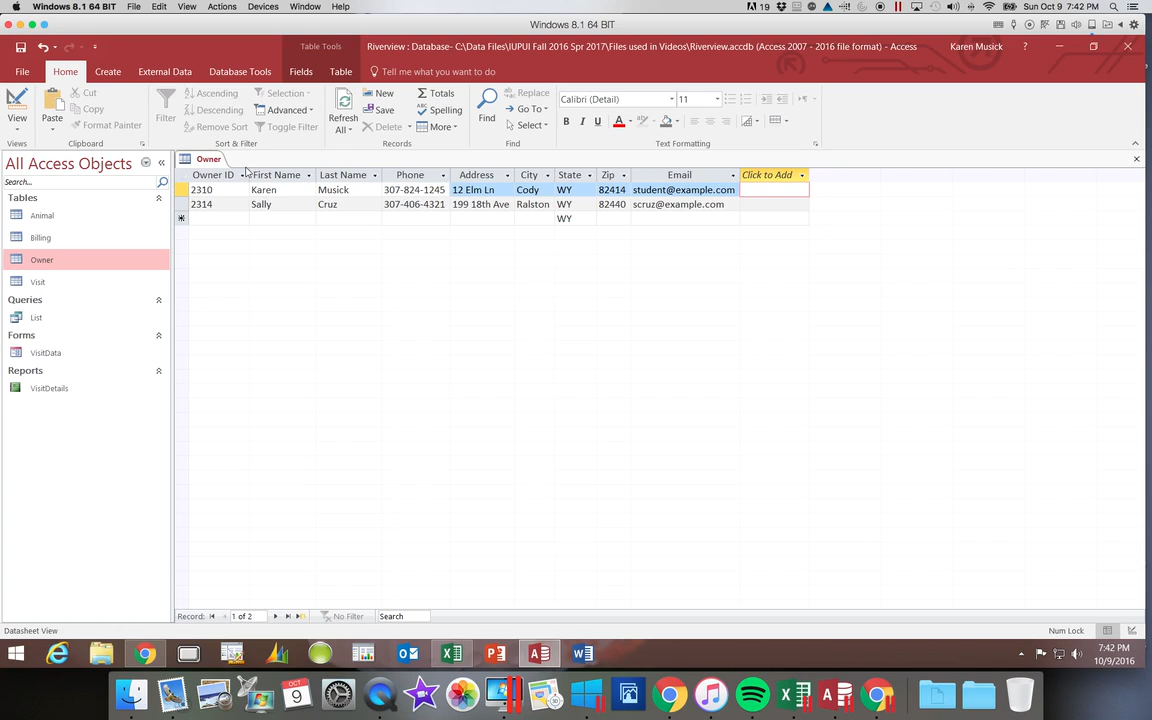 Windows 8.1 64 BIT File Edit View Actions Devices Window Help 19 Sun Oct 9 7:42 PM
Windows 8.1 64 BIT
Table Tools Riverview : Database- C:\Data Files\IUPUI Fall 2016 Spr 2017\Files used in Videos\Riverview.accdb (Access 2007 - 2016 file format) - Access Karen Musick ?
File Home Create External Data Database Tools Fields Table Tell me what you want to do
View
Views
Paste
Cut
Copy
Format Painter
Clipboard
Filter
Ascending
Descending
Remove Sort
Selection
Advanced
Toggle Filter
Sort & Filter
Refresh All
New
Save
Delete
Totals
Spelling
More
Records
Find
Replace
Go To
Select
Find
Calibri (Detail) 11
B I U A
Text Formatting
All Access Objects
Search...
Tables
Animal
Billing
Owner
Visit
Queries
List
Forms
VisitData
Reports
VisitDetails
Owner
Owner ID First Name Last Name Phone Address City State Zip Email Click to Add
2310 Karen Musick 307-824-1245 12 Elm Ln Cody WY 82414 student@example.com
2314 Sally Cruz 307-406-4321 199 18th Ave Ralston WY 82440 scruz@example.com
WY
Record: 1 of 2 No Filter Search
Datasheet View Num Lock
7:42 PM
10/9/2016
OCT
9